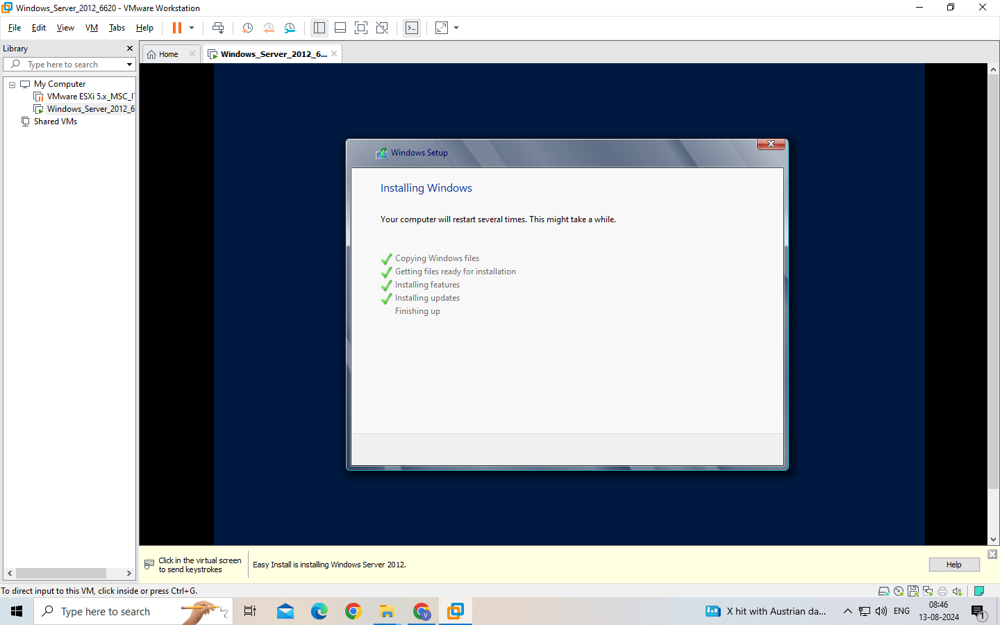 Windows_Server_2012_6620 - VMware Workstation
File Edit View VM Tabs Help
Library
Type here to search
My Computer
VMware ESXi 5.x_MSC_I
Windows_Server_2012_6
Shared VMs
Home
Windows_Server_2012_6...
Windows Setup
Installing Windows
Your computer will restart several times. This might take a while.
Copying Windows files
Getting files ready for installation
Installing features
Installing updates
Finishing up
Click in the virtual screen
to send keystrokes
Easy Install is installing Windows Server 2012.
Help
To direct input to this VM, click inside or press Ctrl+G.
Type here to search
V
X hit with Austrian da...
ENG
08:46
13-08-2024
1